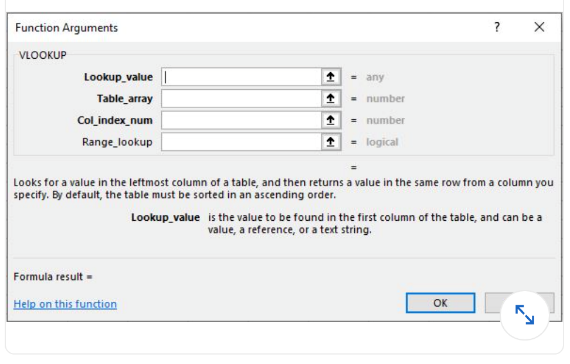 Function Arguments ? ×
VLOOKUP
Lookup_value = any
Table_array = number
Col_index_num = number
Range_lookup = logical
=
Looks for a value in the leftmost column of a table, and then returns a value in the same row from a column you
specify. By default, the table must be sorted in an ascending order.
Lookup_value is the value to be found in the first column of the table, and can be a
value, a reference, or a text string.
Formula result =
Help on this function OK